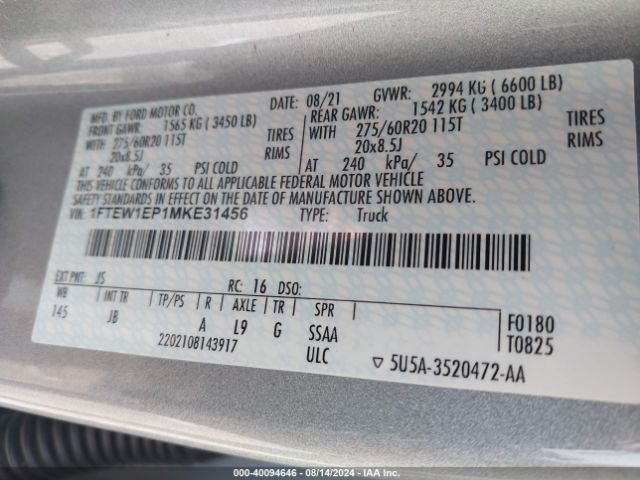 MFD. BY FORD MOTOR CO.
DATE: 08/21 GVWR: 2994 KG ( 6600 LB)
FRONT GAWR: 1565 KG ( 3450 LB)
REAR GAWR: 1542 KG ( 3400 LB)
WITH 275/60R20 115T TIRES
20x8.5J RIMS
AT 240 kPa/ 35 PSI COLD
WITH 275/60R20 115T TIRES
20x8.5J RIMS
AT 240 kPa/ 35 PSI COLD
THIS VEHICLE CONFORMS TO ALL APPLICABLE FEDERAL MOTOR VEHICLE
SAFETY STANDARDS IN EFFECT ON THE DATE OF MANUFACTURE SHOWN ABOVE.
VIN: 1FTEW1EP1MKE31456 TYPE: Truck
EXT PNT: JS RC: 16 DSO:
WB INT TR TP/PS R AXLE TR SPR
145 JB A L9 G SSAA
2202108143917 ULC
F0180
T0825
▽ 5U5A-3520472-AA
000-40094646 - 08/14/2024 - IAA Inc.